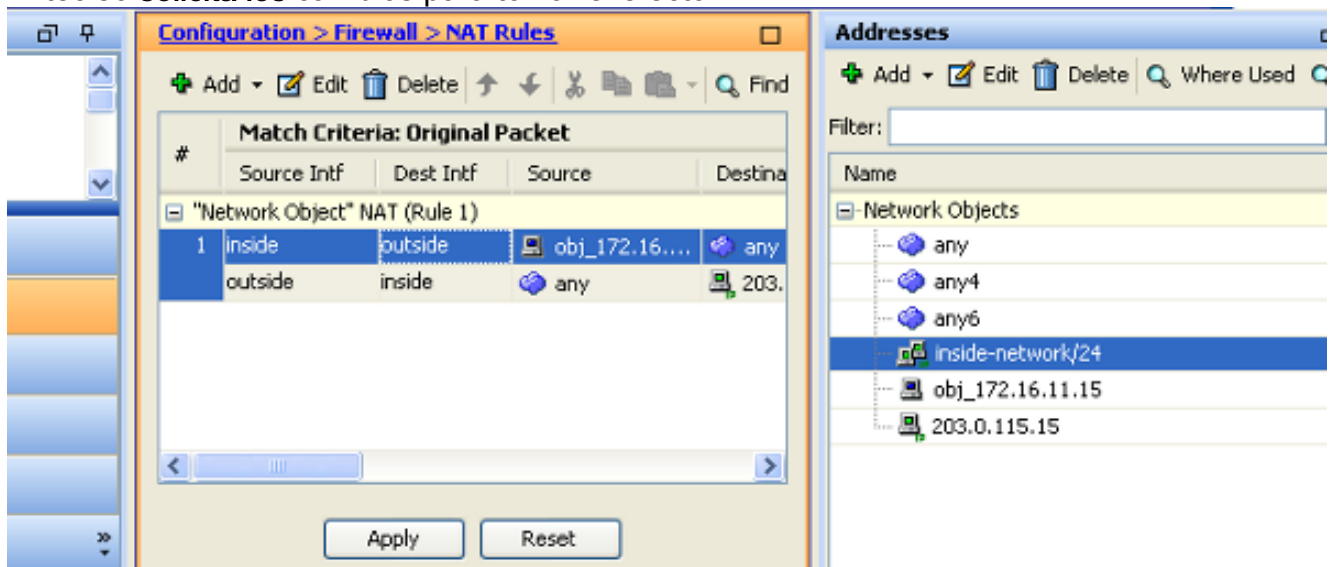 Configuration > Firewall > NAT Rules
Add Edit Delete Find
# Match Criteria: Original Packet
Source Intf Dest Intf Source Destina
"Network Object" NAT (Rule 1)
1 inside outside obj_172.16.... any
outside inside any 203.
Apply Reset
Addresses
Add Edit Delete Where Used
Filter:
Name
Network Objects
any
any4
any6
inside-network/24
obj_172.16.11.15
203.0.115.15